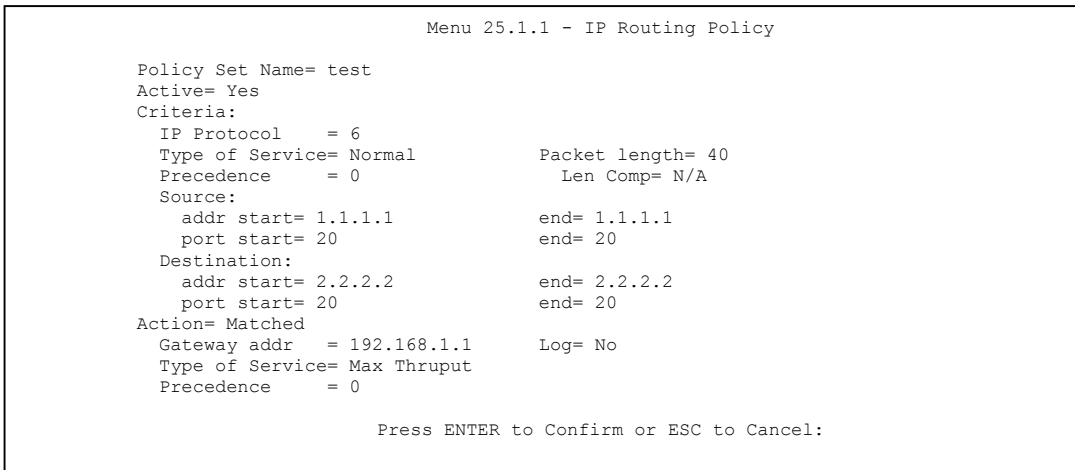 Menu 25.1.1 - IP Routing Policy
Policy Set Name= test
Active= Yes
Criteria:
IP Protocol = 6
Type of Service= Normal Packet length= 40
Precedence = 0 Len Comp= N/A
Source:
addr start= 1.1.1.1 end= 1.1.1.1
port start= 20 end= 20
Destination:
addr start= 2.2.2.2 end= 2.2.2.2
port start= 20 end= 20
Action= Matched
Gateway addr = 192.168.1.1 Log= No
Type of Service= Max Thruput
Precedence = 0
Press ENTER to Confirm or ESC to Cancel: